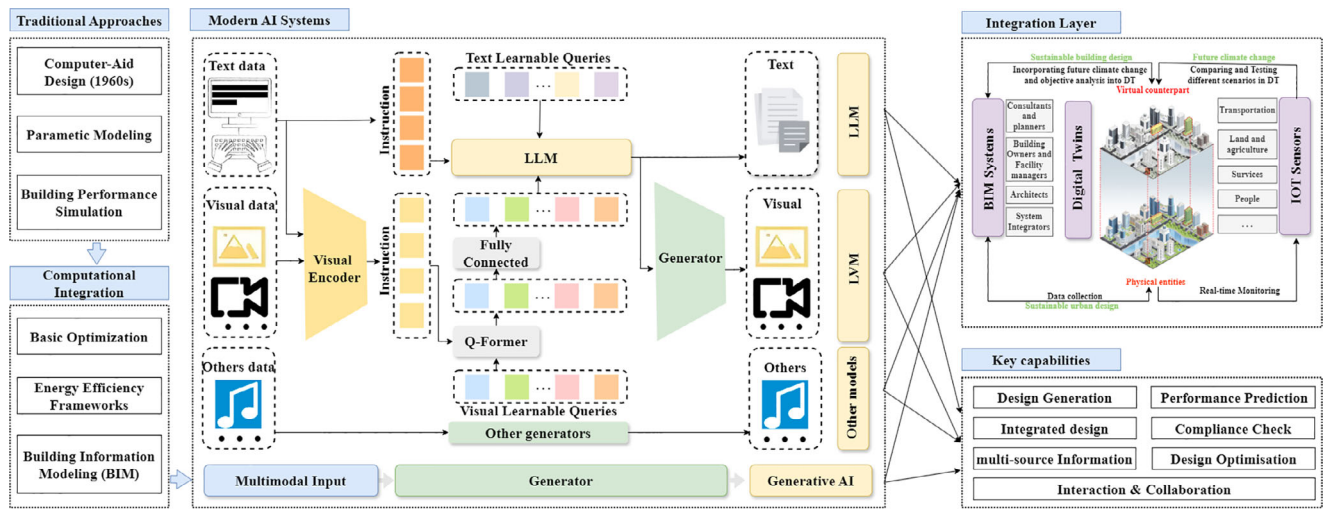 Traditional Approaches
Computer-Aid
Design (1960s)
Parametic Modeling
Building Performance
Simulation
Computational
Integration
Basic Optimization
Energy Efficiency
Frameworks
Building Information
Modeling (BIM)
Modern AI Systems
Text data
Visual data
Others data
Visual
Encoder
Instruction
Instruction
Text Learnable Queries
...
LLM
...
Fully
Connected
...
Q-Former
...
Visual Learnable Queries
Other generators
Generator
Text
Visual
Others
LLM
LVM
Other models
Multimodal Input
Generator
Generative AI
Integration Layer
Sustainable building design
Future climate change
Incorporating future climate change
and objective analysis into DT
Comparing and Testing
different scenarios in DT
Virtual counterpart
BIM Systems
Consultants and
planners
Building
Owners and
Facility
managers
Architects
System
Integrators
Digital Twins
Transportation
Land and
agriculture
Survices
People
...
IOT Sensors
Physical entities
Data collection
Real-time Monitoring
Sustainable urban design
Key capabilities
Design Generation
Performance Prediction
Integrated design
Compliance Check
multi-source Information
Design Optimisation
Interaction & Collaboration